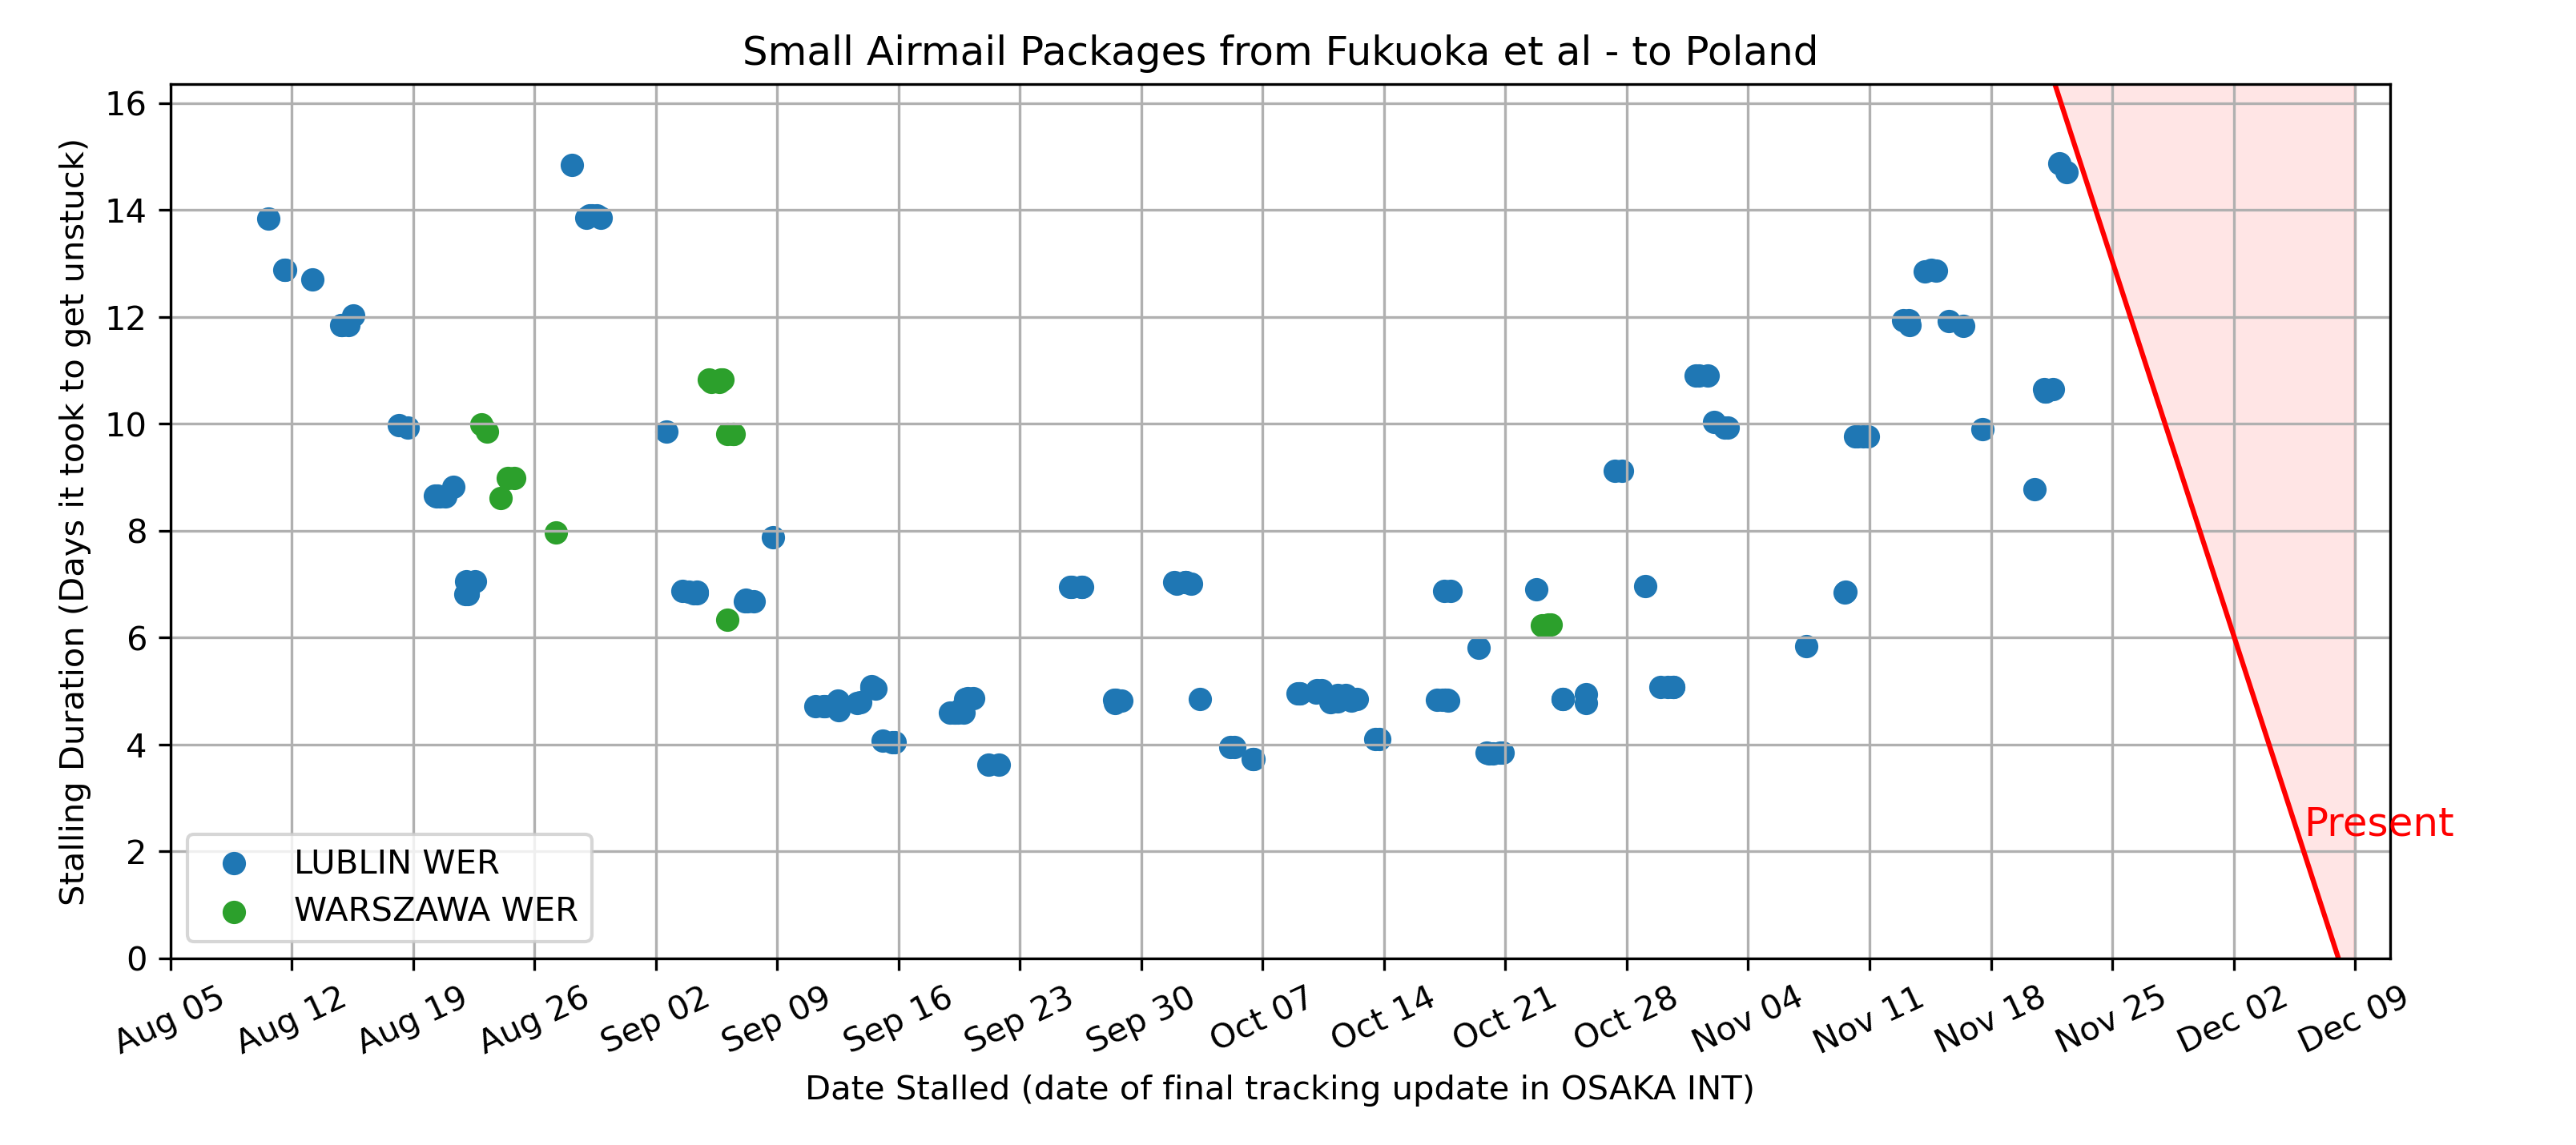 Small Airmail Packages from Fukuoka et al - to Poland
Stalling Duration (Days it took to get unstuck)
16
14
12
10
8
6
4
2
0
Present
LUBLIN WER
WARSZAWA WER
Aug 05
Aug 12
Aug 19
Aug 26
Sep 02
Sep 09
Sep 16
Sep 23
Sep 30
Oct 07
Oct 14
Oct 21
Oct 28
Nov 04
Nov 11
Nov 18
Nov 25
Dec 02
Dec 09
Date Stalled (date of final tracking update in OSAKA INT)